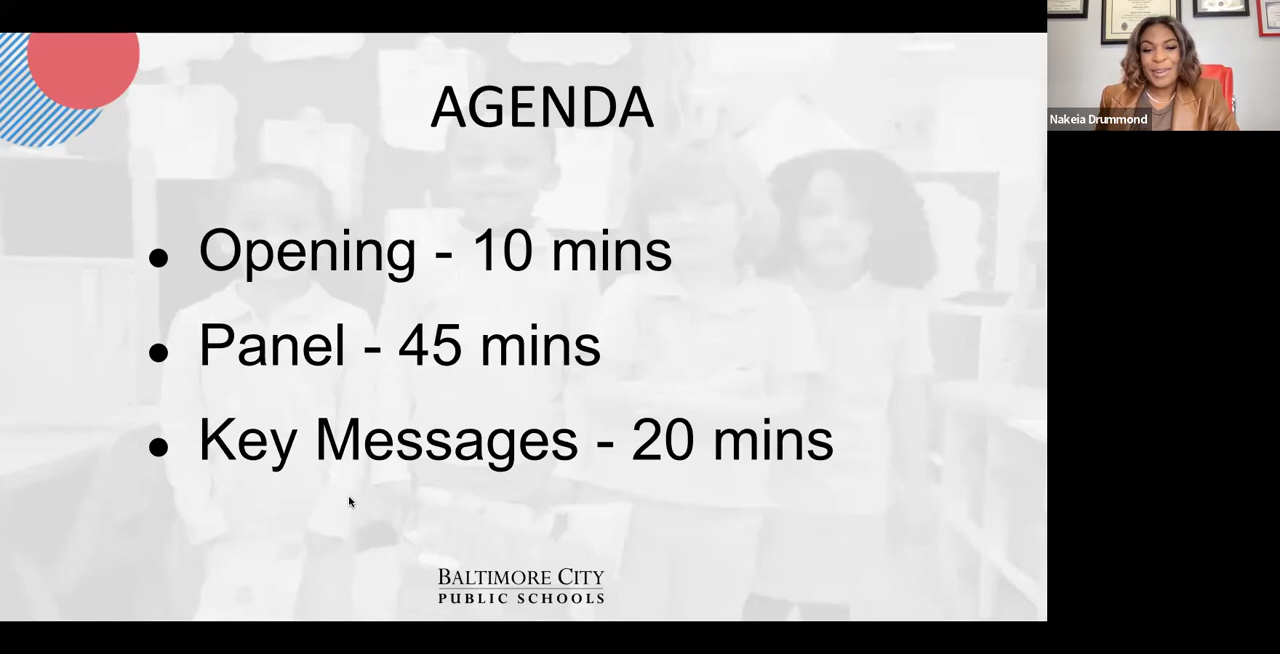 AGENDA
• Opening - 10 mins
• Panel - 45 mins
• Key Messages - 20 mins
BALTIMORE CITY
PUBLIC SCHOOLS
Nakeia Drummond